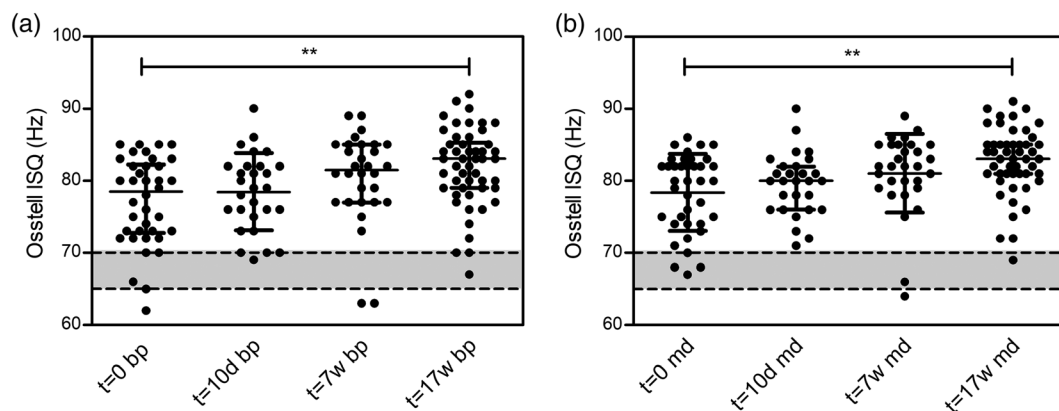 (a)
**
Osstell ISQ (Hz)
100
90
80
70
60
t=0 bp
t=10d bp
t=7w bp
t=17w bp
(b)
**
Osstell ISQ (Hz)
100
90
80
70
60
t=0 md
t=10d md
t=7w md
t=17w md